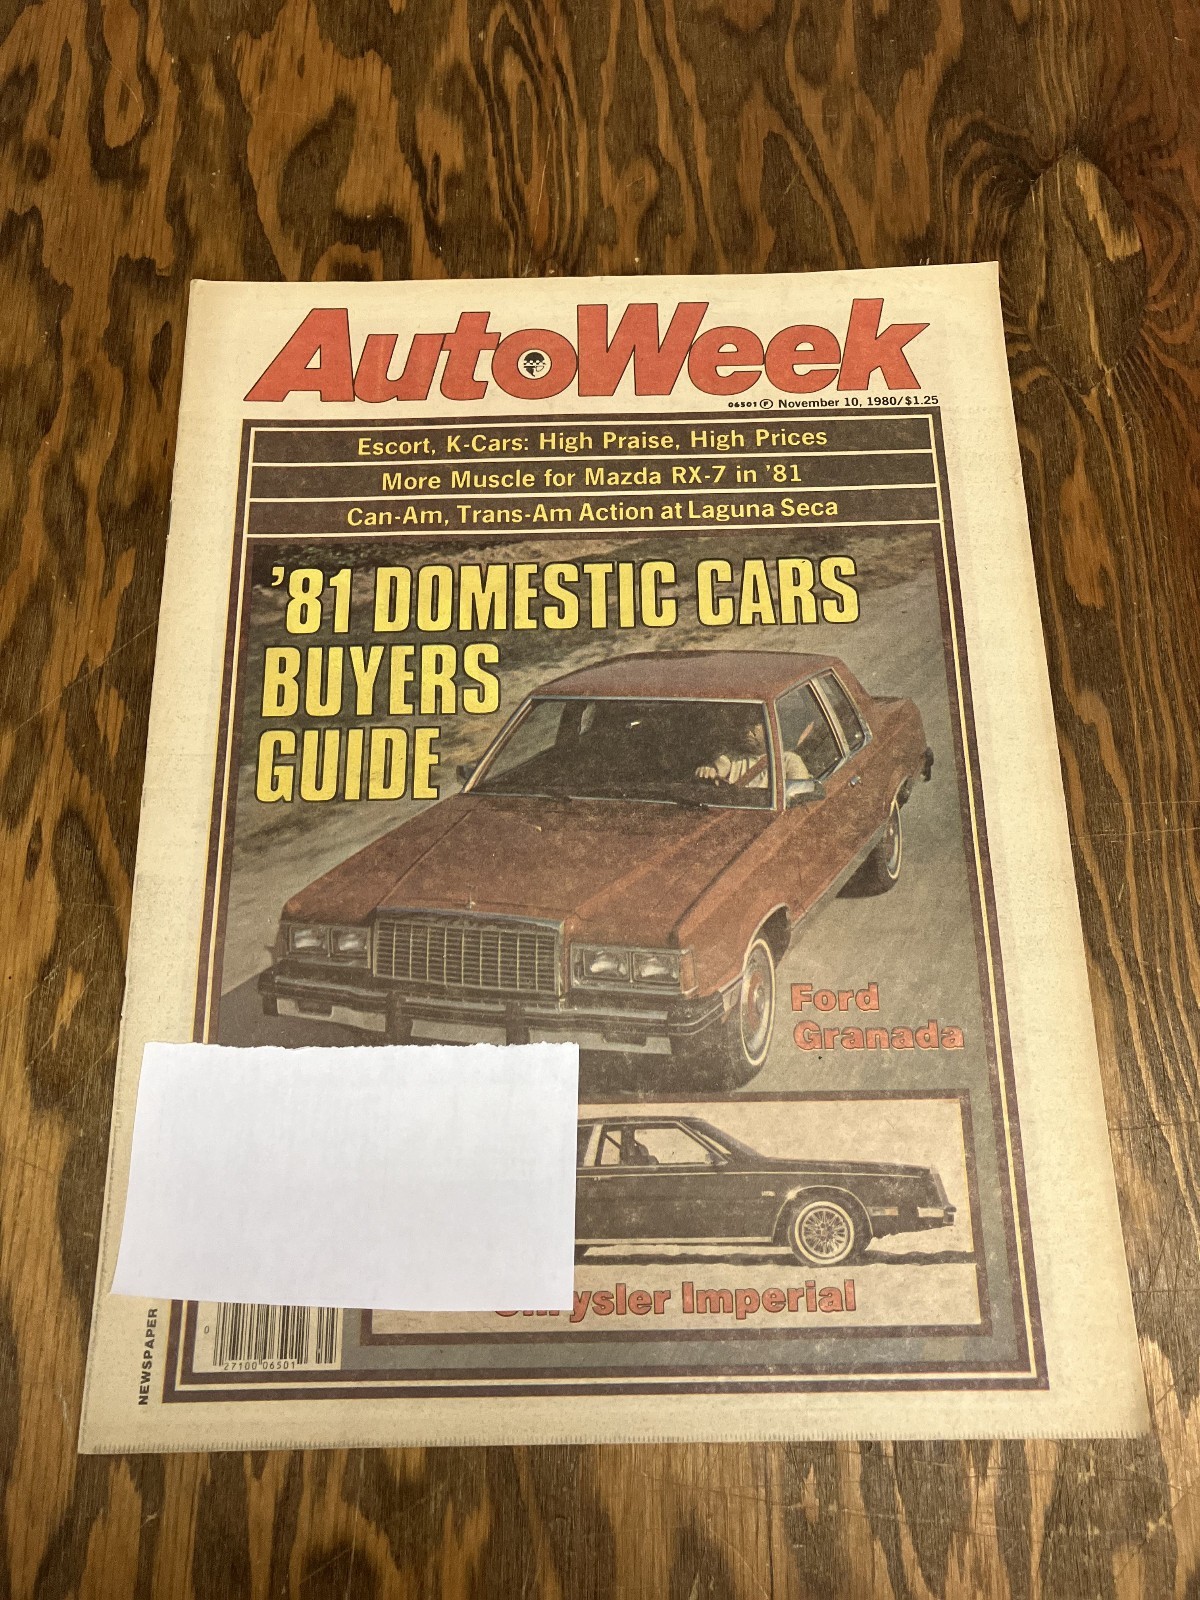 AutoWeek
06501 F November 10, 1980/$1.25
Escort, K-Cars: High Praise, High Prices
More Muscle for Mazda RX-7 in '81
Can-Am, Trans-Am Action at Laguna Seca
'81 DOMESTIC CARS
BUYERS
GUIDE
Ford
Granada
Chrysler Imperial
NEWSPAPER
0
27100 06501